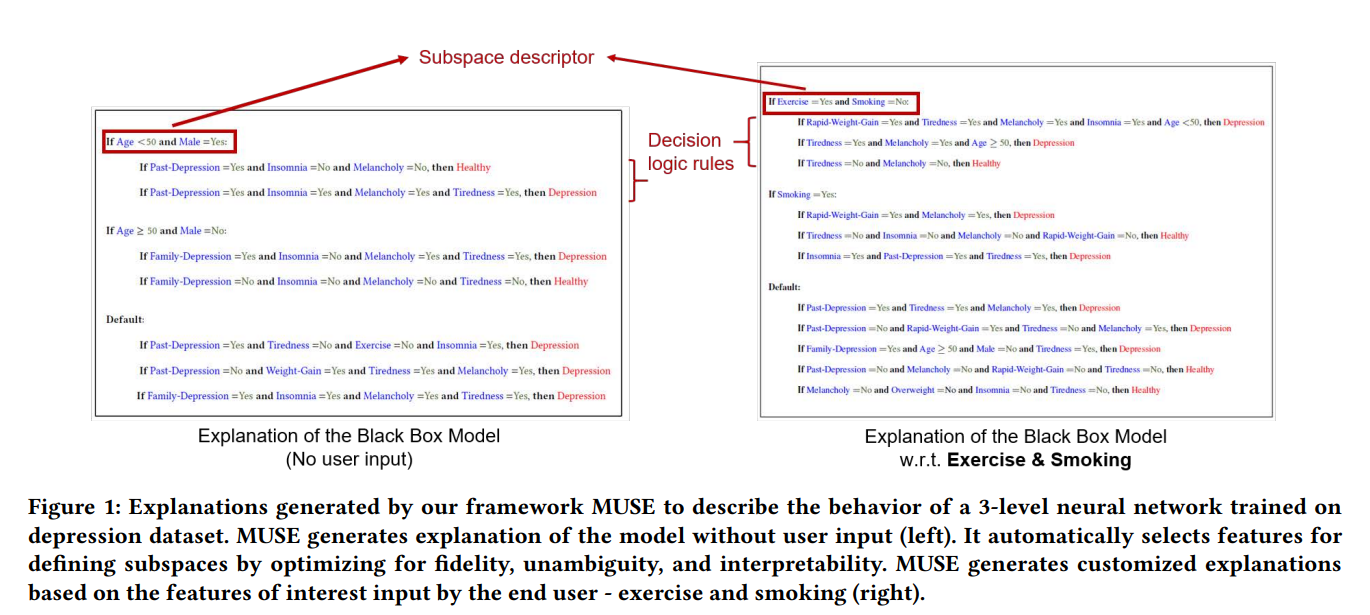 Subspace descriptor
If Age <50 and Male =Yes:
If Past-Depression =Yes and Insomnia =No and Melancholy =No, then Healthy
If Past-Depression =Yes and Insomnia =Yes and Melancholy =Yes and Tiredness =Yes, then Depression
If Age ≥ 50 and Male =No:
If Family-Depression =Yes and Insomnia =No and Melancholy =Yes and Tiredness =Yes, then Depression
If Family-Depression =No and Insomnia =No and Melancholy =No and Tiredness =No, then Healthy
Default:
If Past-Depression =Yes and Tiredness =No and Exercise =No and Insomnia =Yes, then Depression
If Past-Depression =No and Weight-Gain =Yes and Tiredness =Yes and Melancholy =Yes, then Depression
If Family-Depression =Yes and Insomnia =Yes and Melancholy =Yes and Tiredness =Yes, then Depression
Explanation of the Black Box Model
(No user input)
Decision
logic rules
If Exercise =Yes and Smoking =No:
If Rapid-Weight-Gain =Yes and Tiredness =Yes and Melancholy =Yes and Insomnia =Yes and Age <50, then Depression
If Tiredness =Yes and Melancholy =Yes and Age ≥ 50, then Depression
If Tiredness =No and Melancholy =No, then Healthy
If Smoking =Yes:
If Rapid-Weight-Gain =Yes and Melancholy =Yes, then Depression
If Tiredness =No and Insomnia =No and Melancholy =No and Rapid-Weight-Gain =No, then Healthy
If Insomnia =Yes and Past-Depression =Yes and Tiredness =Yes, then Depression
Default:
If Past-Depression =Yes and Tiredness =Yes and Melancholy =Yes, then Depression
If Past-Depression =No and Rapid-Weight-Gain =Yes and Tiredness =No and Melancholy =Yes, then Depression
If Family-Depression =Yes and Age ≥ 50 and Male =No and Tiredness =Yes, then Depression
If Past-Depression =No and Melancholy =No and Rapid-Weight-Gain =No and Tiredness =No, then Healthy
If Melancholy =No and Overweight =No and Insomnia =No and Tiredness =No, then Healthy
Explanation of the Black Box Model
w.r.t. Exercise & Smoking
Figure 1: Explanations generated by our framework MUSE to describe the behavior of a 3-level neural network trained on
depression dataset. MUSE generates explanation of the model without user input (left). It automatically selects features for
defining subspaces by optimizing for fidelity, unambiguity, and interpretability. MUSE generates customized explanations
based on the features of interest input by the end user - exercise and smoking (right).